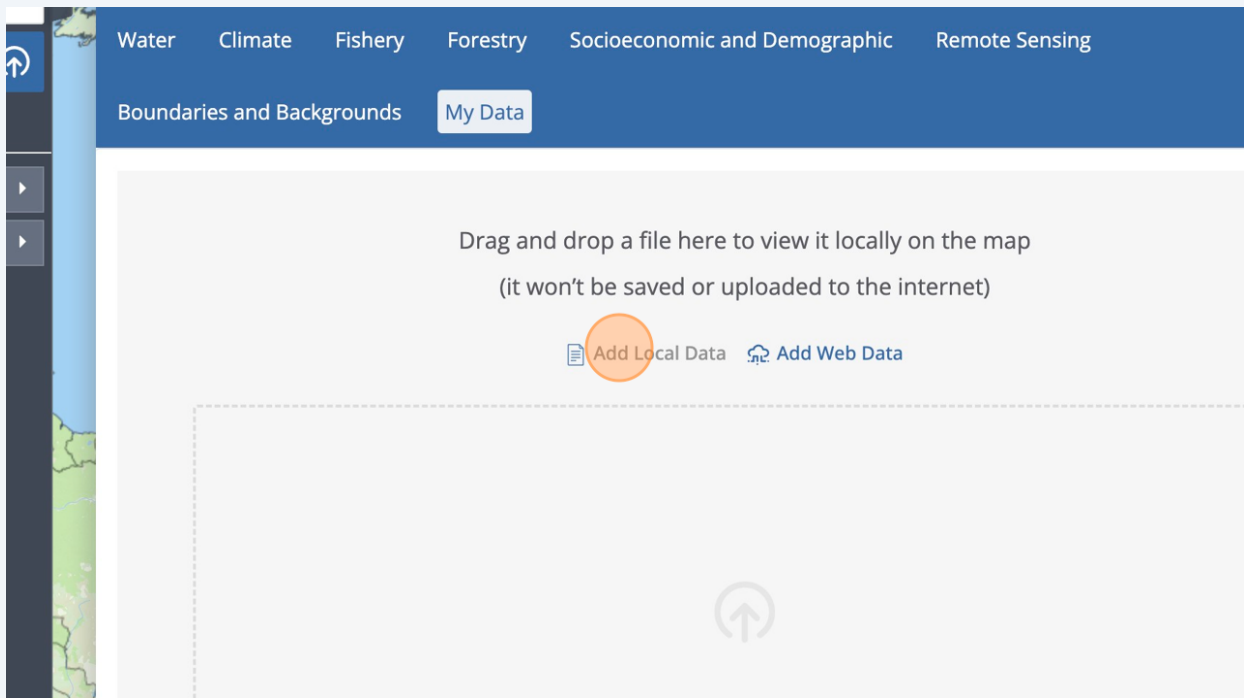 Water Climate Fishery Forestry Socioeconomic and Demographic Remote Sensing
Boundaries and Backgrounds My Data
Drag and drop a file here to view it locally on the map
(it won’t be saved or uploaded to the internet)
Add Local Data Add Web Data